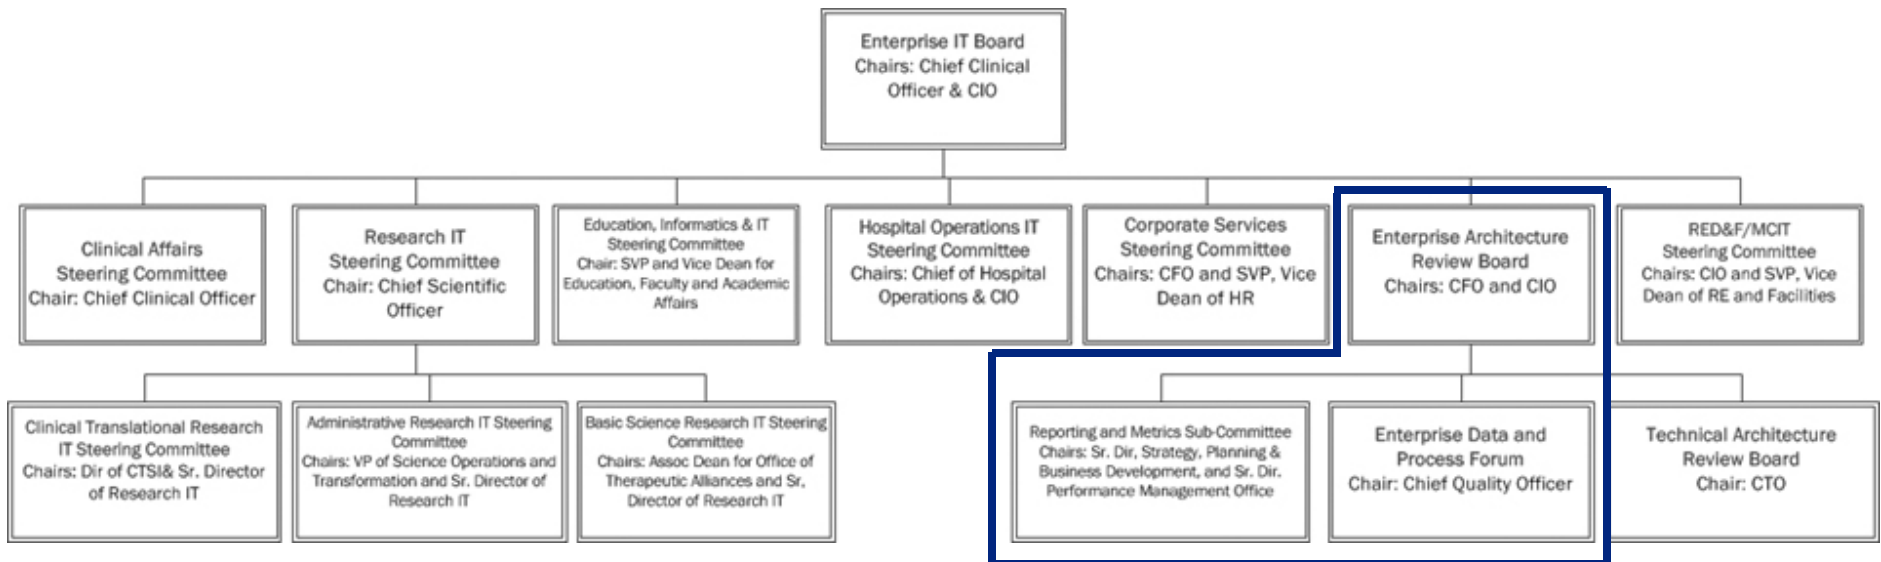 Enterprise IT Board
Chairs: Chief Clinical
Officer & CIO
Clinical Affairs
Steering Committee
Chair: Chief Clinical Officer
Research IT
Steering Committee
Chair: Chief Scientific
Officer
Education, Informatics & IT
Steering Committee
Chair: SVP and Vice Dean for
Education, Faculty and Academic
Affairs
Hospital Operations IT
Steering Committee
Chairs: Chief of Hospital
Operations & CIO
Corporate Services
Steering Committee
Chairs: CFO and SVP, Vice
Dean of HR
Enterprise Architecture
Review Board
Chairs: CFO and CIO
RED&F/MCIT
Steering Committee
Chairs: CIO and SVP, Vice
Dean of RE and Facilities
Clinical Translational Research
IT Steering Committee
Chairs: Dir of CTSI& Sr. Director
of Research IT
Administrative Research IT Steering
Committee
Chairs: VP of Science Operations and
Transformation and Sr. Director of
Research IT
Basic Science Research IT Steering
Committee
Chairs: Assoc Dean for Office of
Therapeutic Alliances and Sr,
Director of Research IT
Reporting and Metrics Sub-Committee
Chairs: Sr. Dir, Strategy, Planning &
Business Development, and Sr. Dir.
Performance Management Office
Enterprise Data and
Process Forum
Chair: Chief Quality Officer
Technical Architecture
Review Board
Chair: CTO